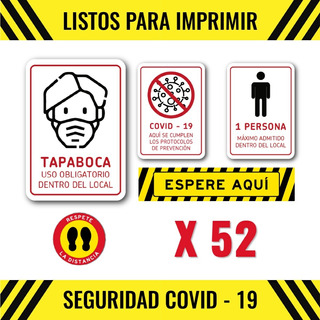 LISTOS PARA IMPRIMIR
TAPABOCA
USO OBLIGATORIO
DENTRO DEL LOCAL
COVID - 19
AQUÍ SE CUMPLEN
LOS PROTOCOLOS
DE PREVENCIÓN
1 PERSONA
MÁXIMO ADMITIDO
DENTRO DEL LOCAL
ESPERE AQUÍ
RESPETE
LA DISTANCIA
X 52
SEGURIDAD COVID - 19